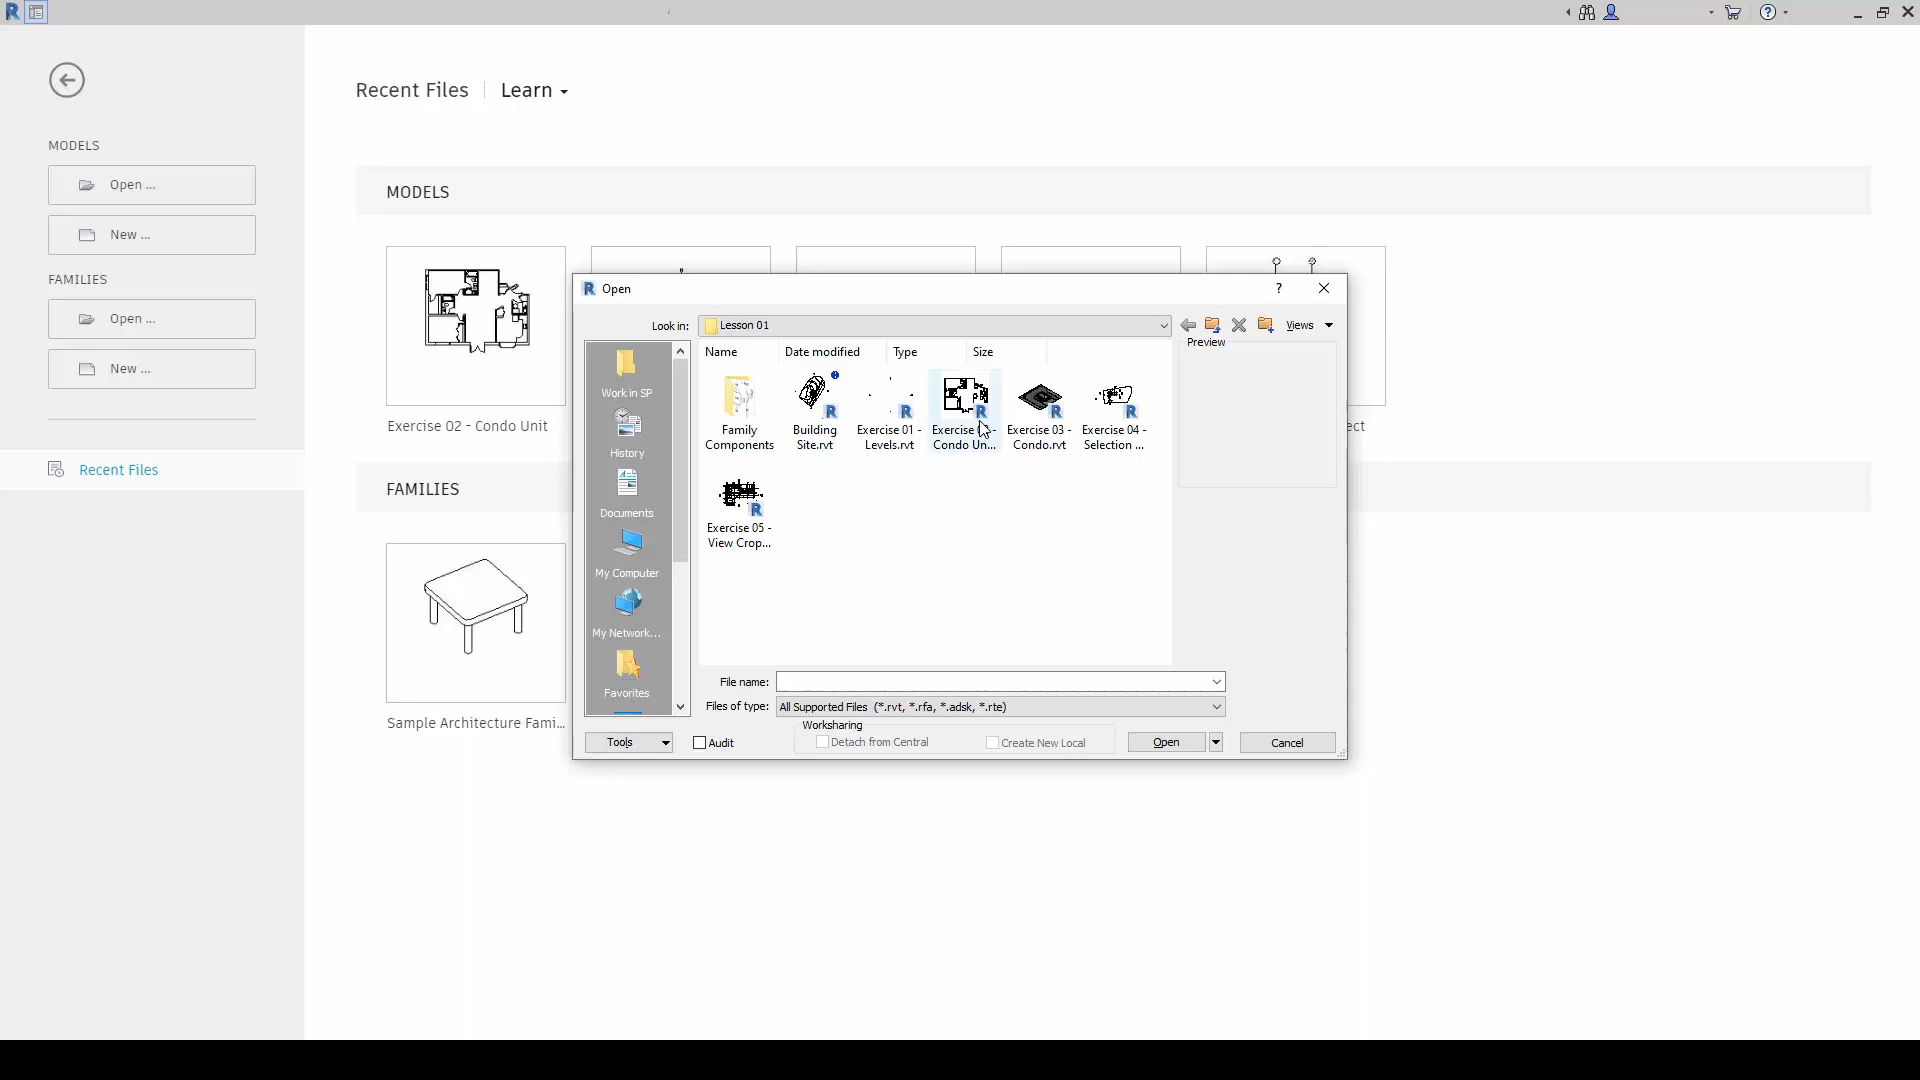 Recent Files
Learn
MODELS
Open ...
New ...
FAMILIES
Open ...
New ...
Recent Files
MODELS
Exercise 02 - Condo Unit
ect
FAMILIES
Sample Architecture Fami...
R Open
?
Look in:
Lesson 01
Views
Work in SP
History
Documents
My Computer
My Network...
Favorites
Name
Date modified
Type
Size
Preview
Family
Components
Building
Site.rvt
Exercise 01 -
Levels.rvt
Exercise
Condo Un...
Exercise 03 -
Condo.rvt
Exercise 04 -
Selection ...
Exercise 05 -
View Crop...
File name:
Files of type:
All Supported Files (*.rvt, *.rfa, *.adsk, *.rte)
Worksharing
Tools
Audit
Detach from Central
Create New Local
Open
Cancel